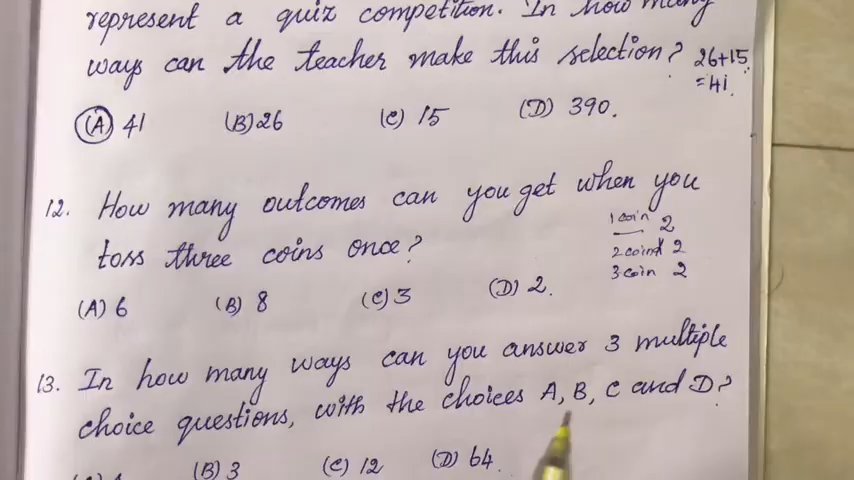 represent a quiz competition. In how many
ways can the teacher make this selection? 26+15
=41.
(A) 41 (B) 26 (C) 15 (D) 390.
12. How many outcomes can you get when you
toss three coins once?
1 coin 2
2 coin 2
3 coin 2
(A) 6 (B) 8 (C) 3 (D) 2.
13. In how many ways can you answer 3 multiple
choice questions, with the choices A, B, C and D?
(B) 3 (C) 12 (D) 64.